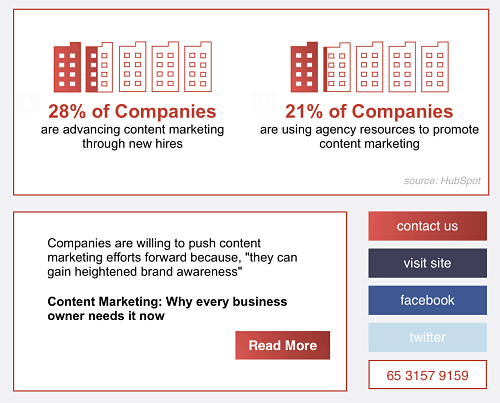 28% of Companies
are advancing content marketing
through new hires
21% of Companies
are using agency resources to promote
content marketing
source: HubSpot
Companies are willing to push content
marketing efforts forward because, "they can
gain heightened brand awareness"
Content Marketing: Why every business
owner needs it now
Read More
contact us
visit site
facebook
twitter
65 3157 9159